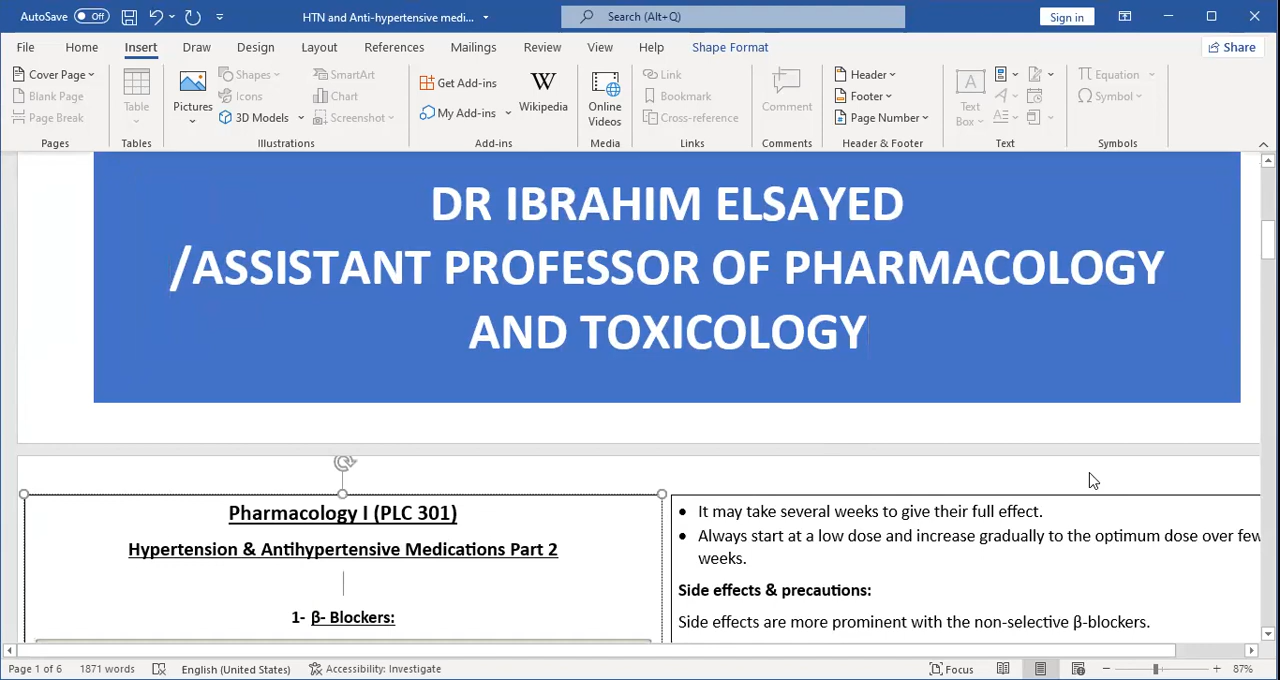 AutoSave Off HTN and Anti-hypertensive medi... Search (Alt+Q) Sign in
File Home Insert Draw Design Layout References Mailings Review View Help Shape Format Share
Cover Page
Blank Page
Page Break
Pages
Table
Tables
Pictures
Shapes
Icons
3D Models
SmartArt
Chart
Screenshot
Illustrations
Get Add-ins
My Add-ins
W
Wikipedia
Add-ins
Online
Videos
Media
Link
Bookmark
Cross-reference
Links
Comment
Comments
Header
Footer
Page Number
Header & Footer
Text
Box
Text
Equation
Symbol
Symbols
DR IBRAHIM ELSAYED
/ASSISTANT PROFESSOR OF PHARMACOLOGY
AND TOXICOLOGY
Pharmacology I (PLC 301)
Hypertension & Antihypertensive Medications Part 2
1- β- Blockers:
• It may take several weeks to give their full effect.
• Always start at a low dose and increase gradually to the optimum dose over few
weeks.
Side effects & precautions:
Side effects are more prominent with the non-selective β-blockers.
Page 1 of 6 1871 words English (United States) Accessibility: Investigate Focus 87%